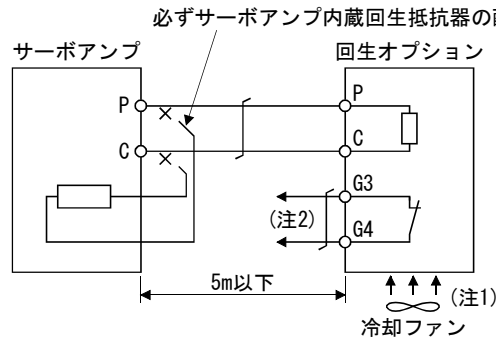 必ずサーボアンプ内蔵回生抵抗器の
サーボアンプ
回生オプション
P
P
C
C
G3
(注2)
G4
5m以下
(注1)
冷却ファン